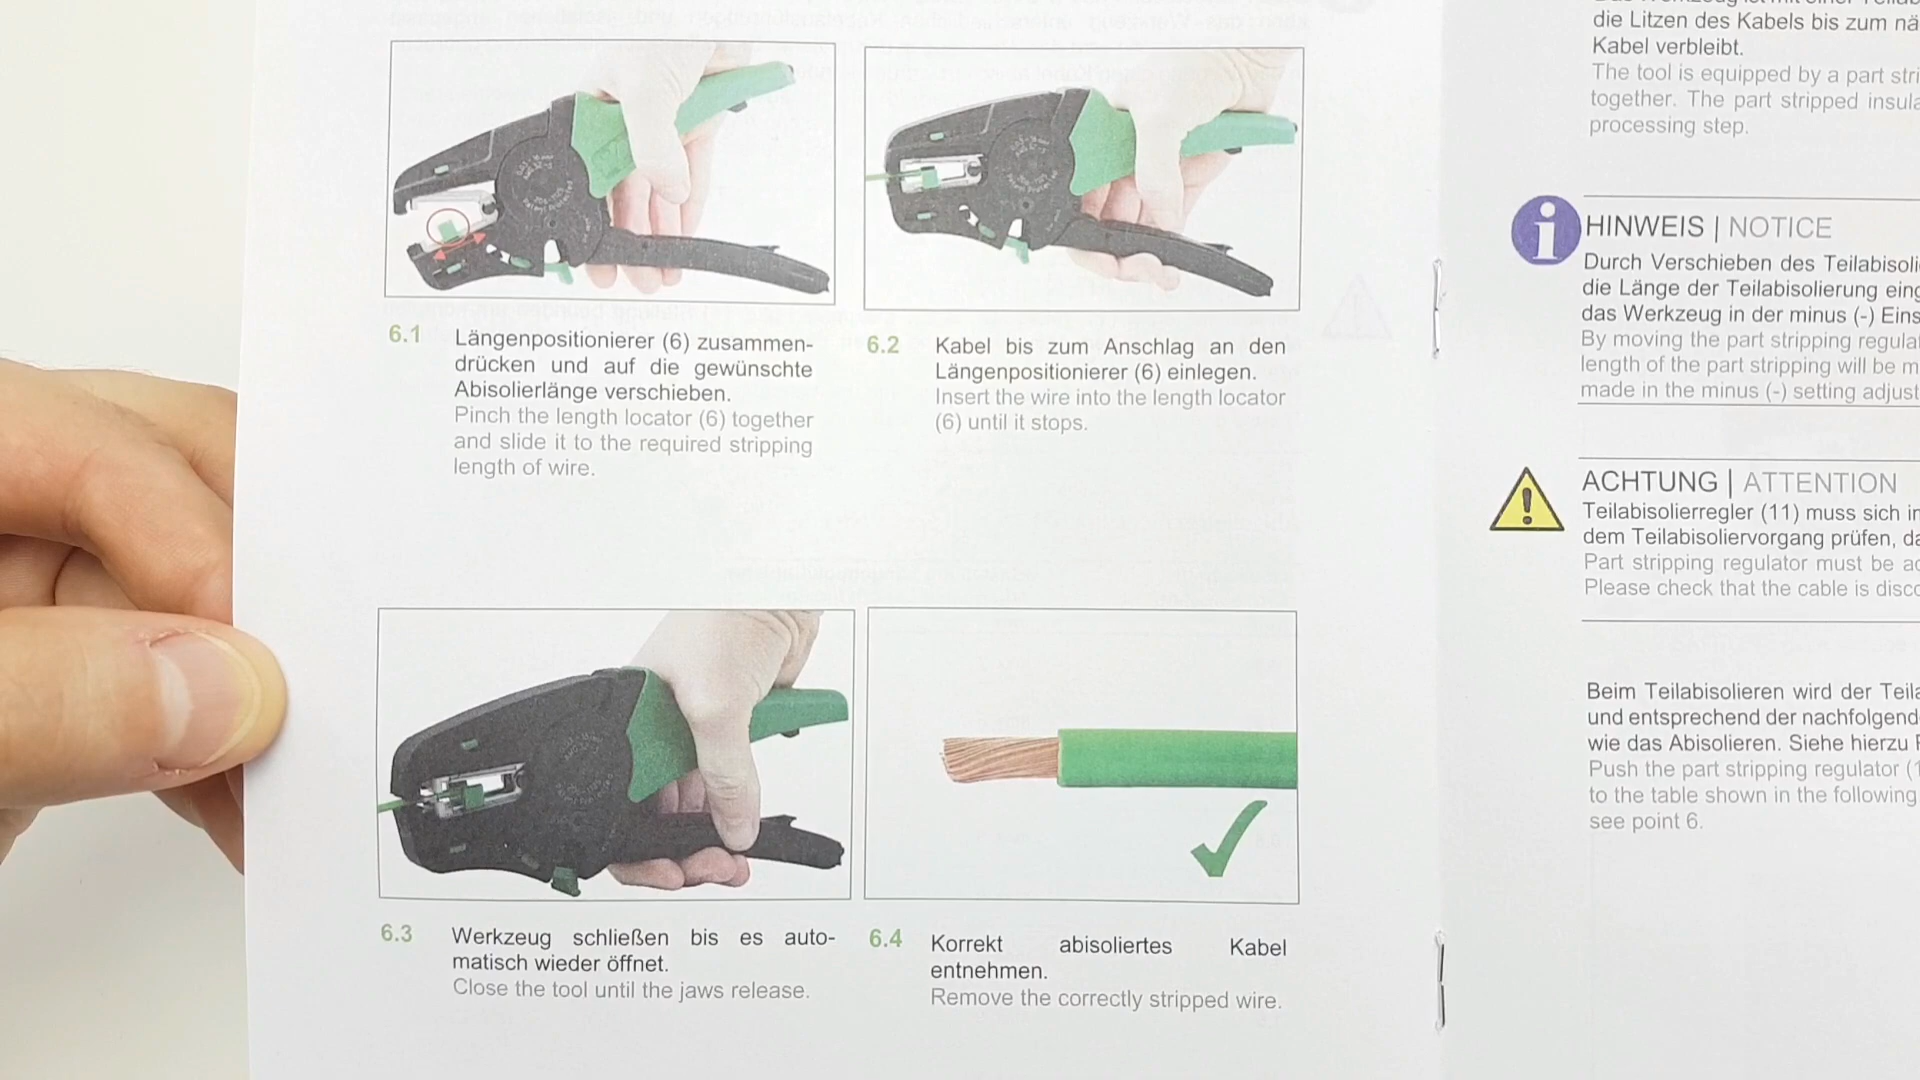 6.1 Längenpositionierer (6) zusammen-
drücken und auf die gewünschte
Abisolierlänge verschieben.
Pinch the length locator (6) together
and slide it to the required stripping
length of wire.
6.2 Kabel bis zum Anschlag an den
Längenpositionierer (6) einlegen.
Insert the wire into the length locator
(6) until it stops.
6.3 Werkzeug schließen bis es auto-
matisch wieder öffnet.
Close the tool until the jaws release.
6.4 Korrekt abisoliertes Kabel
entnehmen.
Remove the correctly stripped wire.
die Litzen des Kabels bis zum nä
Kabel verbleibt.
The tool is equipped by a part stri
together. The part stripped insula
processing step.
HINWEIS | NOTICE
Durch Verschieben des Teilabisoli
die Länge der Teilabisolierung eing
das Werkzeug in der minus (-) Eins
By moving the part stripping regula
length of the part stripping will be m
made in the minus (-) setting adjust
ACHTUNG | ATTENTION
Teilabisolierregler (11) muss sich in
dem Teilabisoliervorgang prüfen, da
Part stripping regulator must be ac
Please check that the cable is disco
Beim Teilabisolieren wird der Teila
und entsprechend der nachfolgend
wie das Abisolieren. Siehe hierzu
Push the part stripping regulator (1
to the table shown in the following
see point 6.